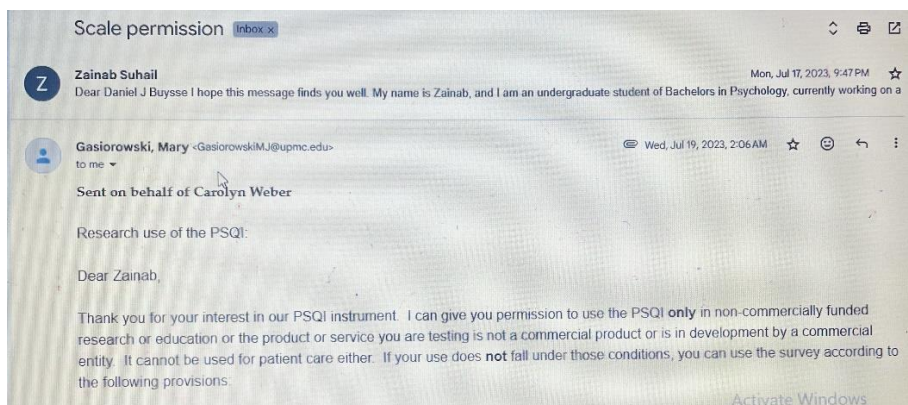 Scale permission Inbox x
Z
Zainab Suhail Mon, Jul 17, 2023, 9:47 PM
Dear Daniel J Buysse I hope this message finds you well. My name is Zainab, and I am an undergraduate student of Bachelors in Psychology, currently working on a
Gasiorowski, Mary <GasiorowskiMJ@upmc.edu> Wed, Jul 19, 2023, 2:06 AM
to me
Sent on behalf of Carolyn Weber
Research use of the PSQI:
Dear Zainab,
Thank you for your interest in our PSQI instrument. I can give you permission to use the PSQI only in non-commercially funded
research or education or the product or service you are testing is not a commercial product or is in development by a commercial
entity. It cannot be used for patient care either. If your use does not fall under those conditions, you can use the survey according to
the following provisions:
Activate Windows